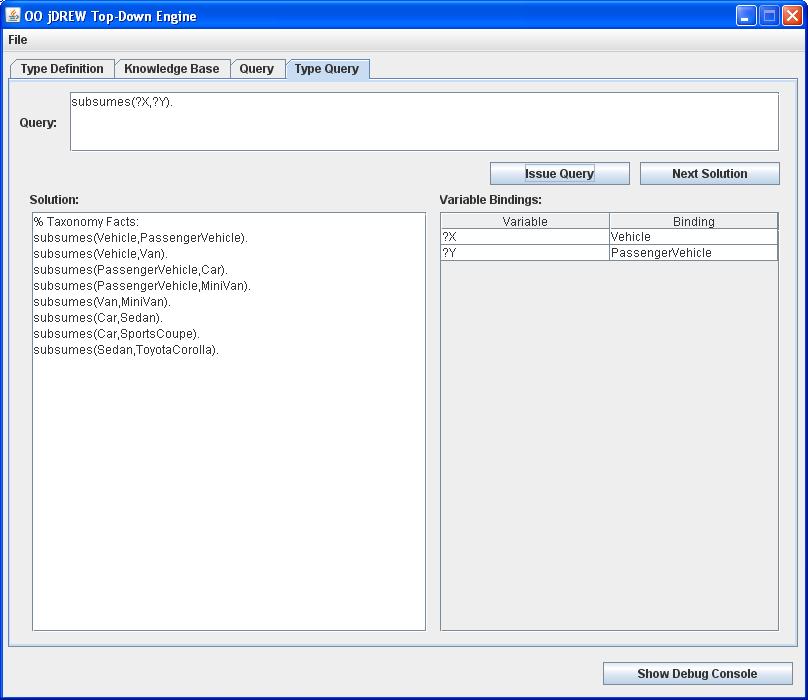 OO jDREW Top-Down Engine
File
Type Definition Knowledge Base Query Type Query
Query:
subsumes(?X,?Y).
Issue Query Next Solution
Solution:
% Taxonomy Facts:
subsumes(Vehicle,PassengerVehicle).
subsumes(Vehicle,Van).
subsumes(PassengerVehicle,Car).
subsumes(PassengerVehicle,MiniVan).
subsumes(Van,MiniVan).
subsumes(Car,Sedan).
subsumes(Car,SportsCoupe).
subsumes(Sedan,ToyotaCorolla).
Variable Bindings:
Variable Binding
?X Vehicle
?Y PassengerVehicle
Show Debug Console